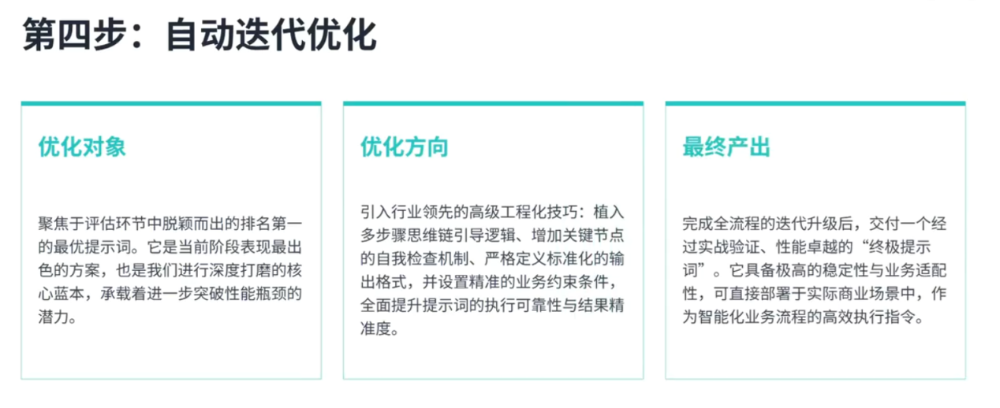 第四步：自动迭代优化
优化对象
聚焦于评估环节中脱颖而出的排名第一
的最优提示词。它是当前阶段表现最出
色的方案，也是我们进行深度打磨的核
心蓝本，承载着进一步突破性能瓶颈的
潜力。
优化方向
引入行业领先的高级工程化技巧：植入
多步骤思维链引导逻辑、增加关键节点
的自我检查机制、严格定义标准化的输
出格式，并设置精准的业务约束条件，
全面提升提示词的执行可靠性与结果精
准度。
最终产出
完成全流程的迭代升级后，交付一个经
过实战验证、性能卓越的“终极提示
词”。它具备极高的稳定性与业务适配
性，可直接部署于实际商业场景中，作
为智能化业务流程的高效执行指令。